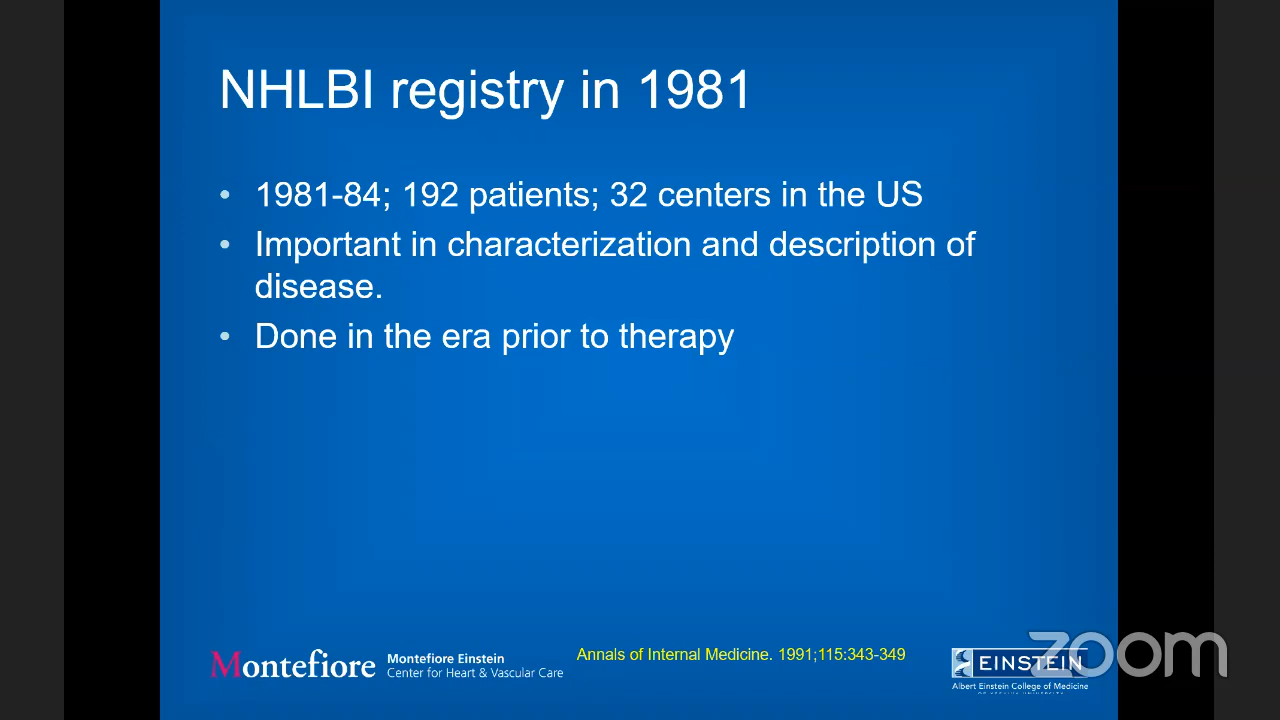 NHLBI registry in 1981
• 1981-84; 192 patients; 32 centers in the US
• Important in characterization and description of
disease.
• Done in the era prior to therapy
Montefiore
Montefiore Einstein
Center for Heart & Vascular Care
Annals of Internal Medicine. 1991;115:343-349
EINSTEIN
Albert Einstein College of Medicine
zoom